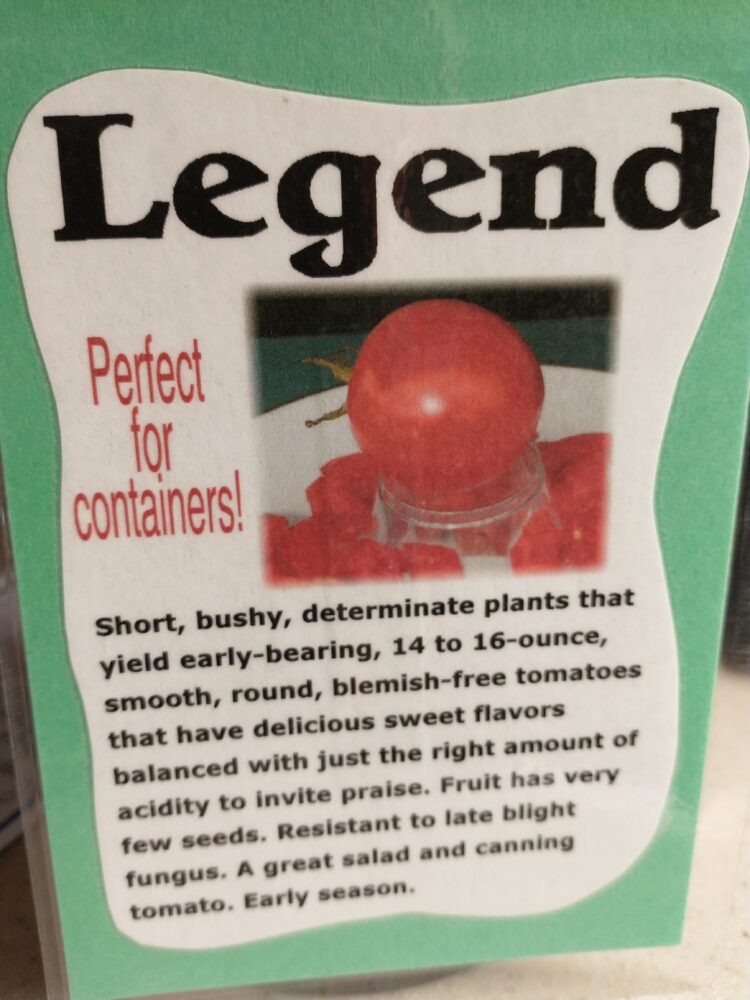 Legend
Perfect
for
containers!
Short, bushy, determinate plants that
yield early-bearing, 14 to 16-ounce,
smooth, round, blemish-free tomatoes
that have delicious sweet flavors
balanced with just the right amount of
acidity to invite praise. Fruit has very
few seeds. Resistant to late blight
fungus. A great salad and canning
tomato. Early season.